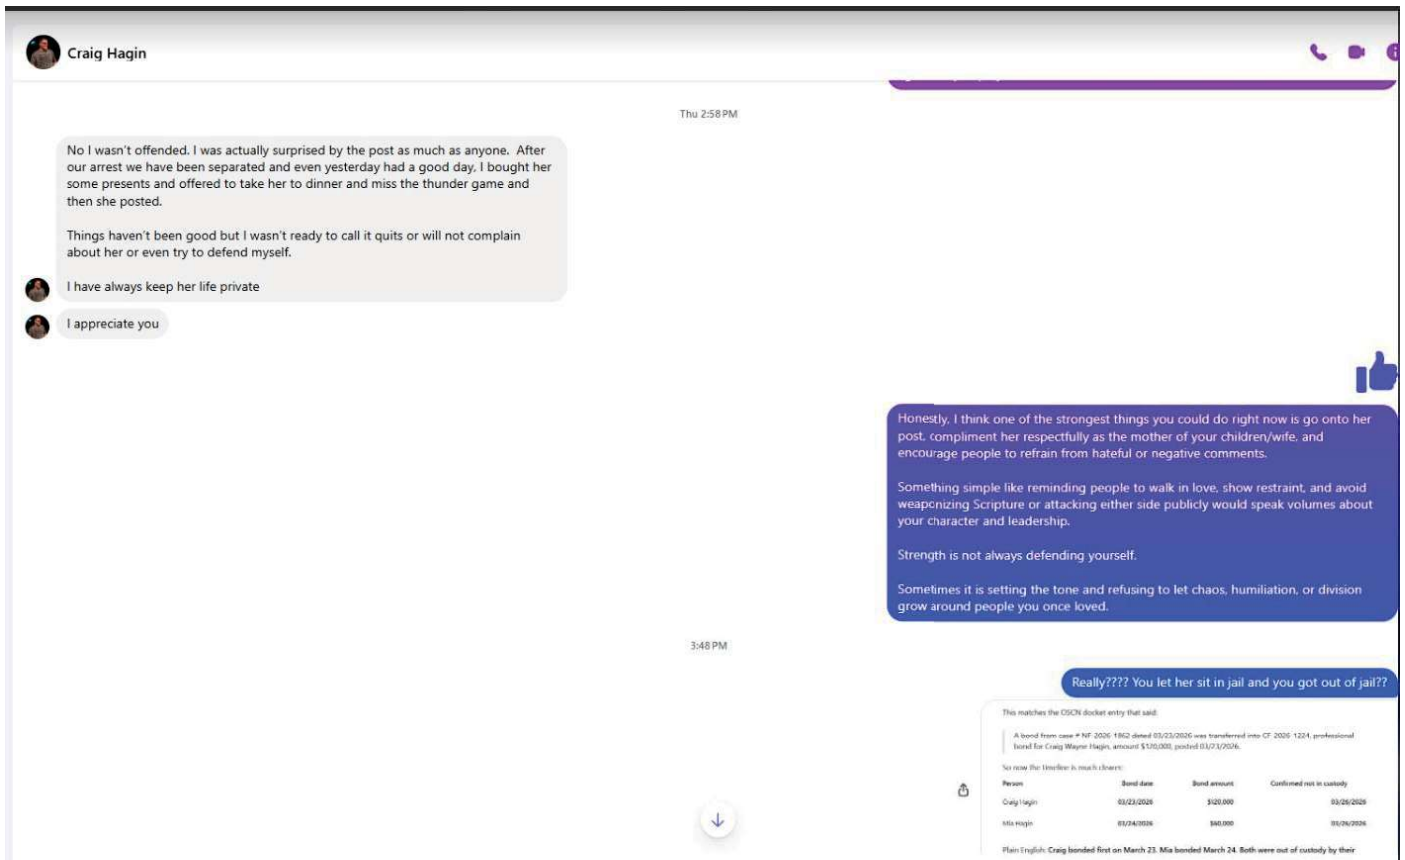 Craig Hagin
Thu 2:58 PM
No I wasn't offended. I was actually surprised by the post as much as anyone.  After
our arrest we have been separated and even yesterday had a good day, I bought her
some presents and offered to take her to dinner and miss the thunder game and
then she posted.
Things haven't been good but I wasn't ready to call it quits or will not complain
about her or even try to defend myself.
I have always keep her life private
I appreciate you
Honestly, I think one of the strongest things you could do right now is go onto her
post, compliment her respectfully as the mother of your children/wife, and
encourage people to refrain from hateful or negative comments.
Something simple like reminding people to walk in love, show restraint, and avoid
weaponizing Scripture or attacking either side publicly would speak volumes about
your character and leadership.
Strength is not always defending yourself.
Sometimes it is setting the tone and refusing to let chaos, humiliation, or division
grow around people you once loved.
3:48 PM
Really???? You let her sit in jail and you got out of jail??
This matches the OSCN docket entry that said:
A bond from case # NF-2026-1862 dated 03/23/2026 was transferred into CF-2026-1224, professional
bond for Craig Wayne Hagin, amount $120,000, posted 03/23/2026.
So now the timeline is much clearer:
Person Bond date Bond amount Confirmed not in custody
Craig Hagin 03/23/2026 $120,000 03/26/2026
Mia Hagin 03/24/2026 $60,000 03/26/2026
Plain English: Craig bonded first on March 23. Mia bonded March 24. Both were out of custody by their